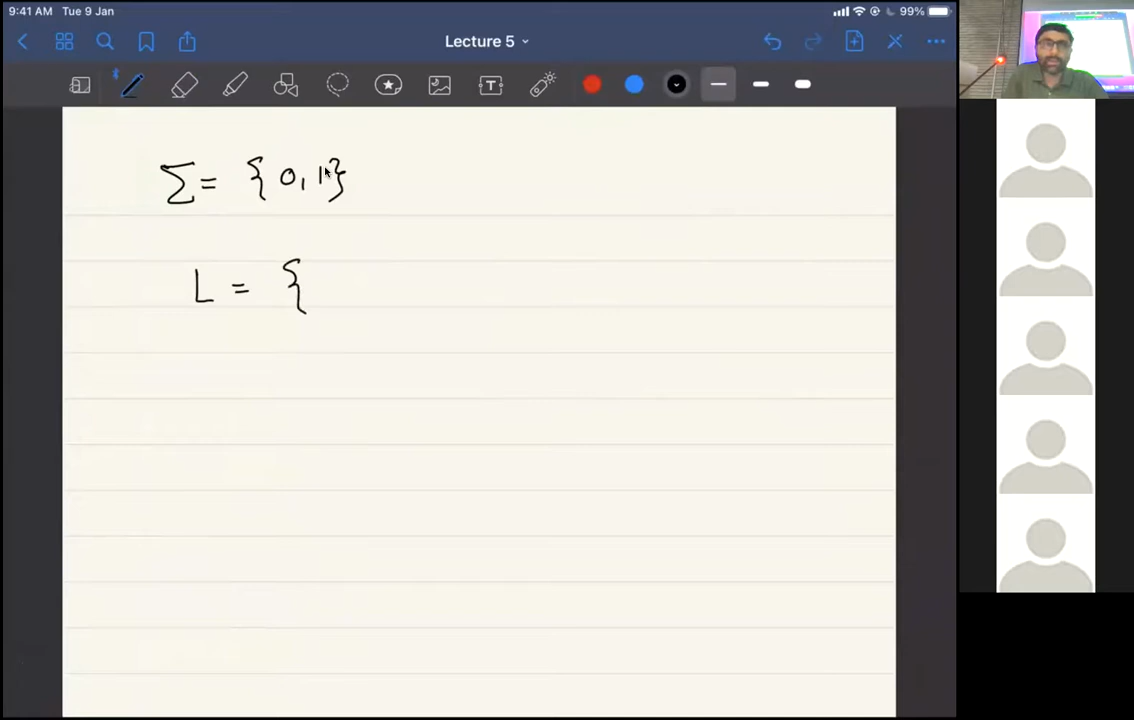 9:41 AM Tue 9 Jan
99%
Lecture 5
T
Σ = { 0, 1 }
L = {